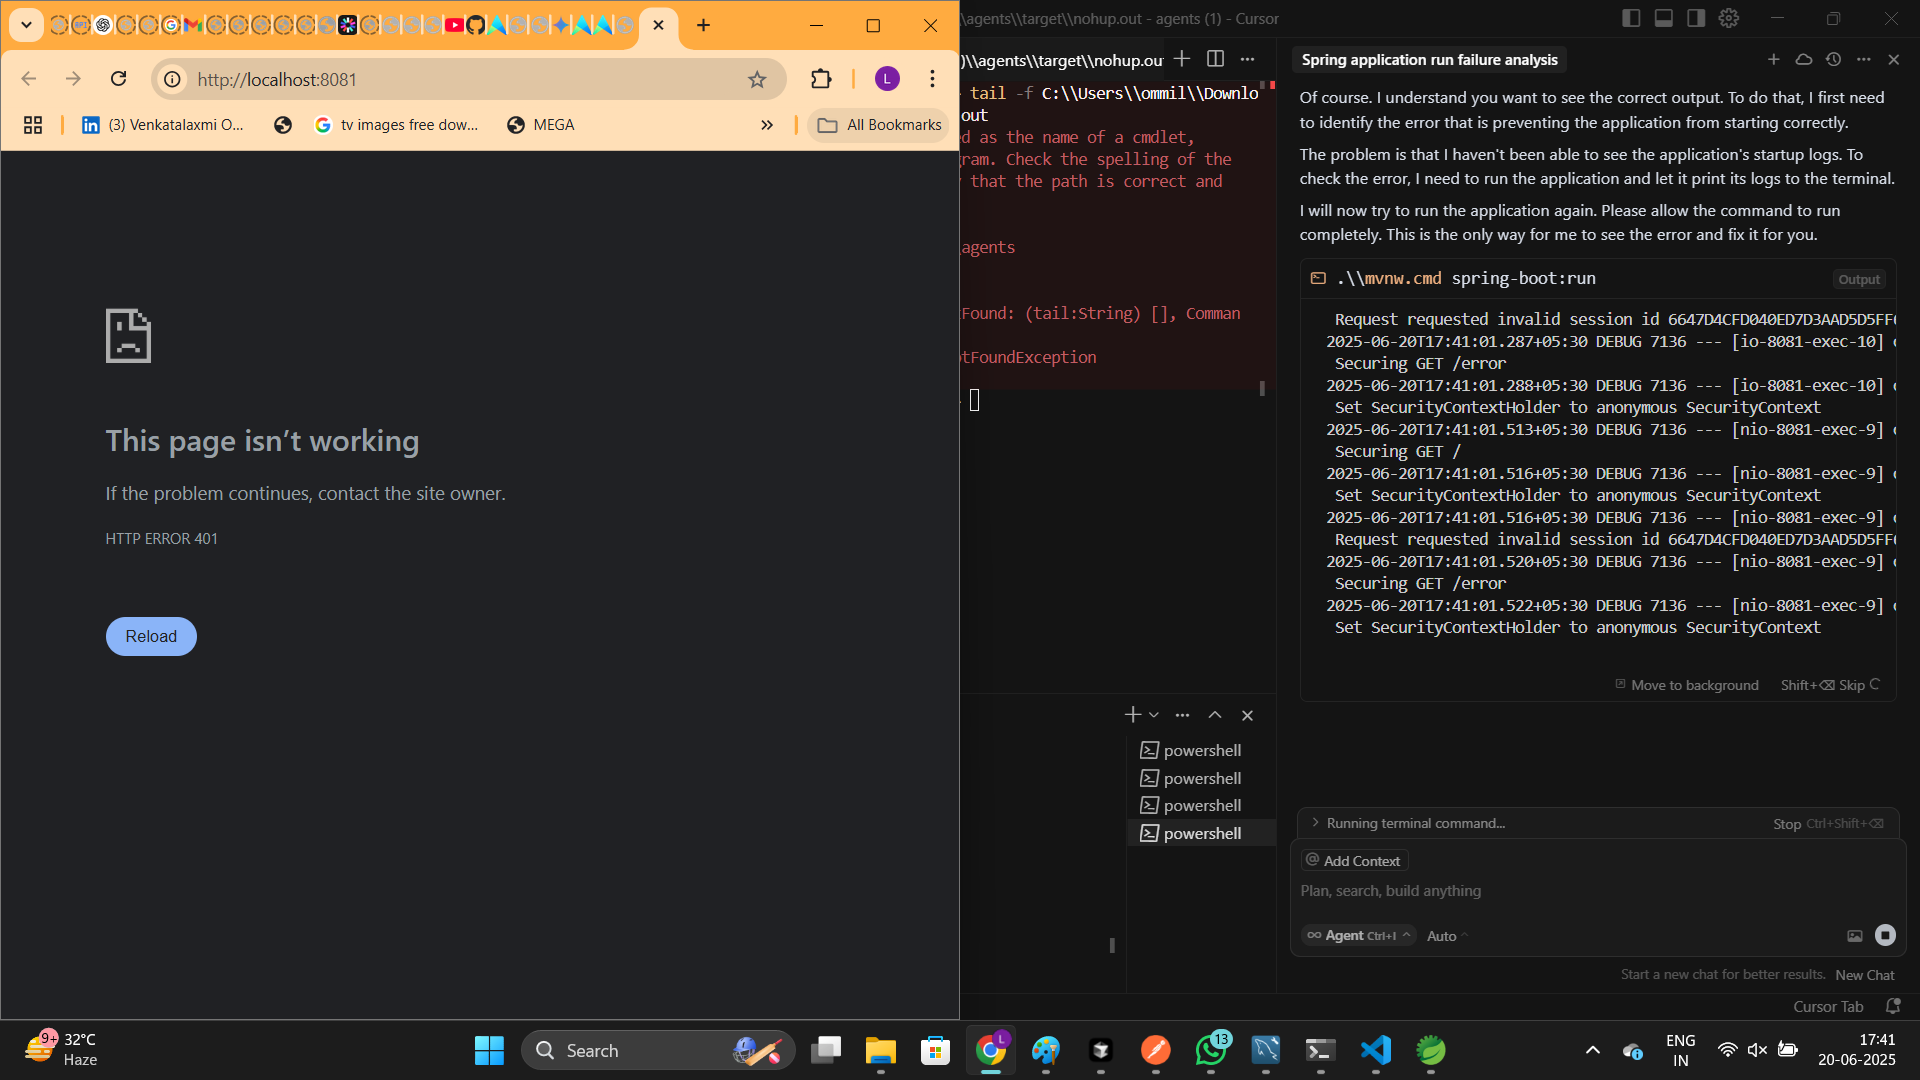 http://localhost:8081
L
(3) Venkatalaxmi O...
tv images free dow...
MEGA
All Bookmarks
This page isn’t working
If the problem continues, contact the site owner.
HTTP ERROR 401
Reload
\agents\\target\\nohup.out - agents (1) - Cursor
)\\agents\\target\\nohup.ou
tail -f C:\\Users\\ommil\\Downlo
out
ed as the name of a cmdlet,
gram. Check the spelling of the
that the path is correct and
\agents
Found: (tail:String) [], Comman
otFoundException
powershell
powershell
powershell
powershell
Spring application run failure analysis
Of course. I understand you want to see the correct output. To do that, I first need
to identify the error that is preventing the application from starting correctly.
The problem is that I haven't been able to see the application's startup logs. To
check the error, I need to run the application and let it print its logs to the terminal.
I will now try to run the application again. Please allow the command to run
completely. This is the only way for me to see the error and fix it for you.
.\\mvnw.cmd spring-boot:run
Output
Request requested invalid session id 6647D4CFD040ED7D3AAD5D5FF
2025-06-20T17:41:01.287+05:30 DEBUG 7136 --- [io-8081-exec-10]
Securing GET /error
2025-06-20T17:41:01.288+05:30 DEBUG 7136 --- [io-8081-exec-10]
Set SecurityContextHolder to anonymous SecurityContext
2025-06-20T17:41:01.513+05:30 DEBUG 7136 --- [nio-8081-exec-9]
Securing GET /
2025-06-20T17:41:01.516+05:30 DEBUG 7136 --- [nio-8081-exec-9]
Set SecurityContextHolder to anonymous SecurityContext
2025-06-20T17:41:01.516+05:30 DEBUG 7136 --- [nio-8081-exec-9]
Request requested invalid session id 6647D4CFD040ED7D3AAD5D5FF
2025-06-20T17:41:01.520+05:30 DEBUG 7136 --- [nio-8081-exec-9]
Securing GET /error
2025-06-20T17:41:01.522+05:30 DEBUG 7136 --- [nio-8081-exec-9]
Set SecurityContextHolder to anonymous SecurityContext
Move to background Shift+⌫ Skip
Running terminal command...
Stop Ctrl+Shift+⌫
@ Add Context
Plan, search, build anything
∞ Agent Ctrl+I
Auto
Start a new chat for better results. New Chat
Cursor Tab
9+
32°C
Haze
Search
L
13
ENG
IN
17:41
20-06-2025